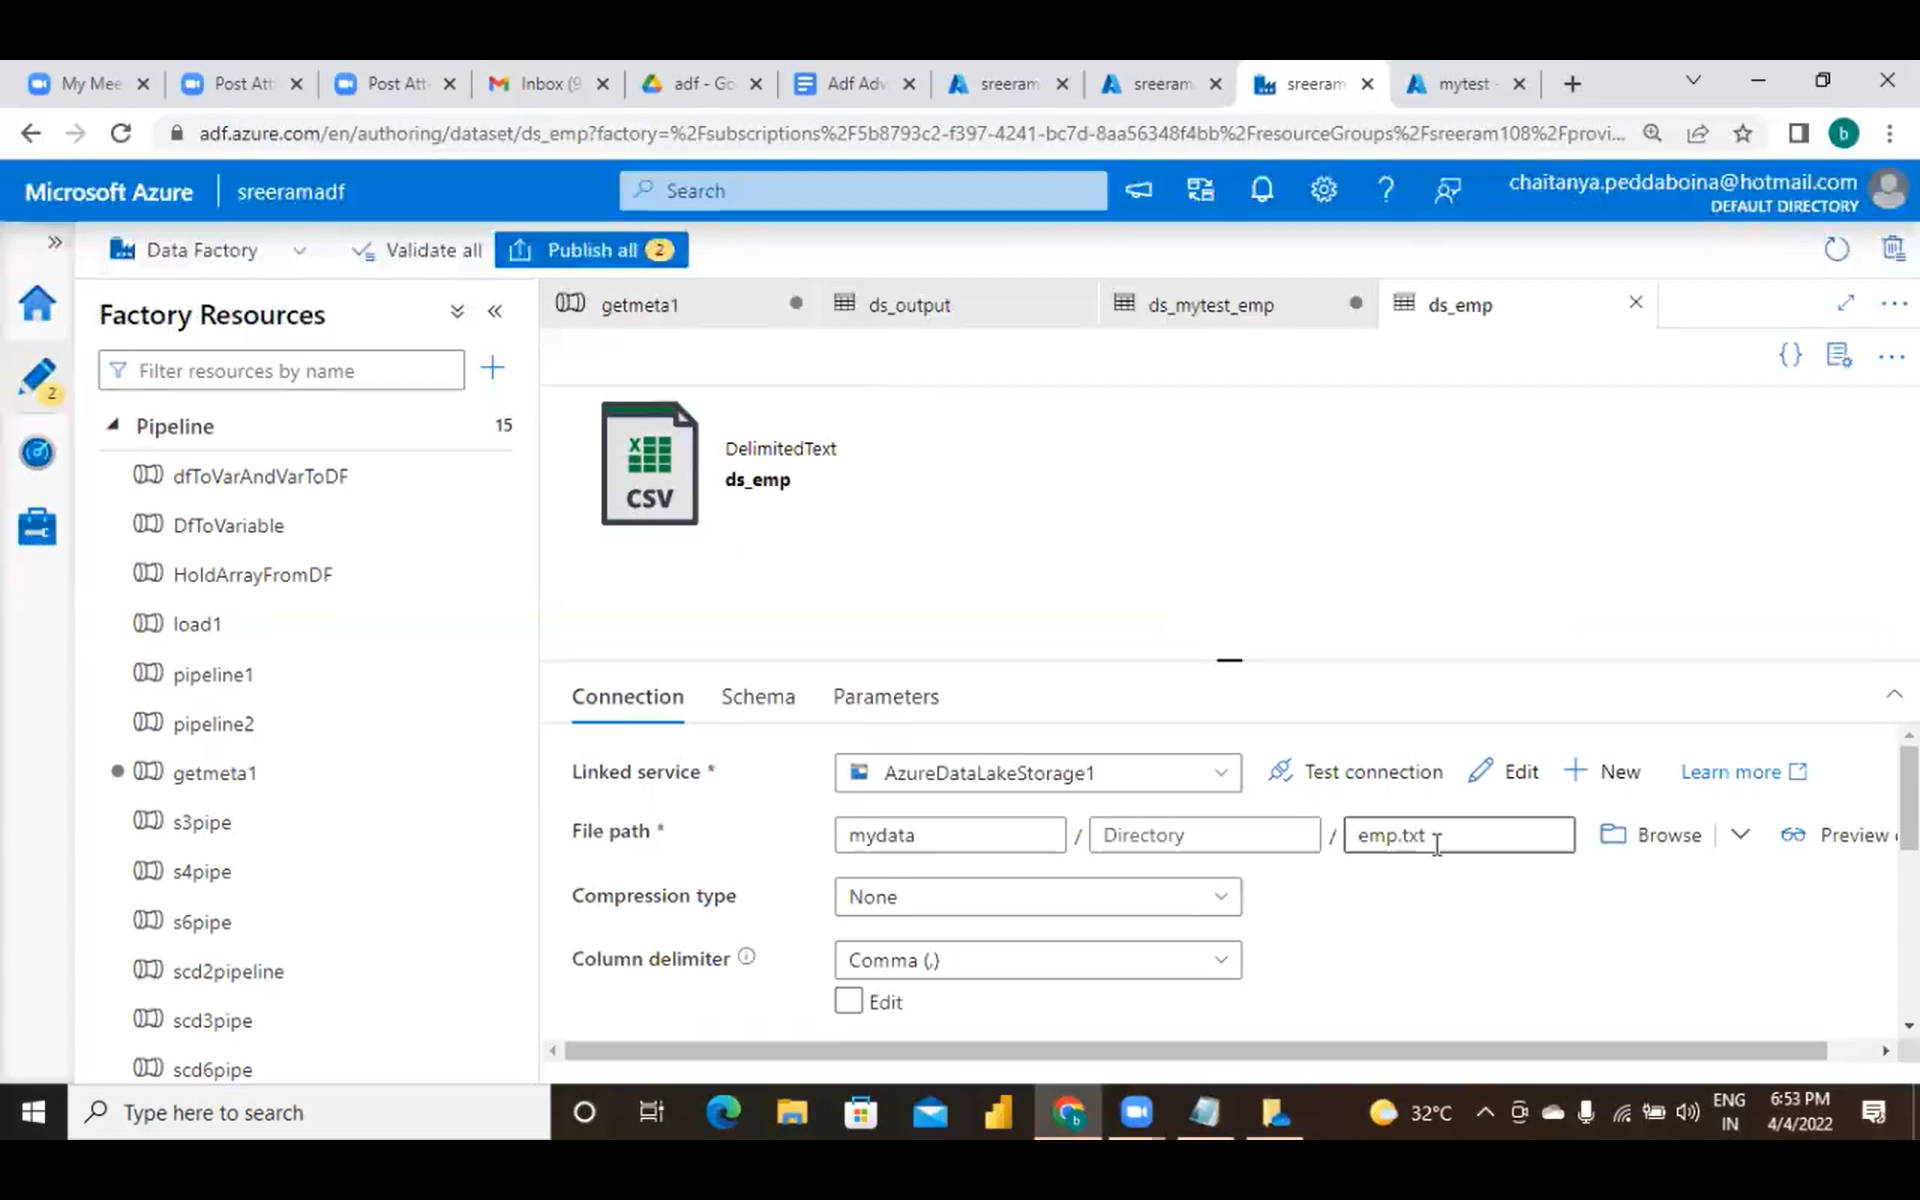 My Mee
Post Att
Post Att
Inbox (9
adf - Go
Adf Adv
sreeram
sreeram
sreeram
mytest -
adf.azure.com/en/authoring/dataset/ds_emp?factory=%2Fsubscriptions%2F5b8793c2-f397-4241-bc7d-8aa56348f4bb%2FresourceGroups%2Fsreeram108%2Fprovi...
b
Microsoft Azure
sreeramadf
Search
chaitanya.peddaboina@hotmail.com
DEFAULT DIRECTORY
Data Factory
Validate all
Publish all 2
Factory Resources
2
Filter resources by name
Pipeline 15
dfToVarAndVarToDF
DfToVariable
HoldArrayFromDF
load1
pipeline1
pipeline2
getmeta1
s3pipe
s4pipe
s6pipe
scd2pipeline
scd3pipe
scd6pipe
getmeta1
ds_output
ds_mytest_emp
ds_emp
CSV
DelimitedText
ds_emp
Connection
Schema
Parameters
Linked service *
AzureDataLakeStorage1
Test connection
Edit
New
Learn more
File path *
mydata / Directory / emp.txt
Browse
Preview
Compression type
None
Column delimiter
Comma (,)
Edit
Type here to search
b
32°C
ENG
IN
6:53 PM
4/4/2022